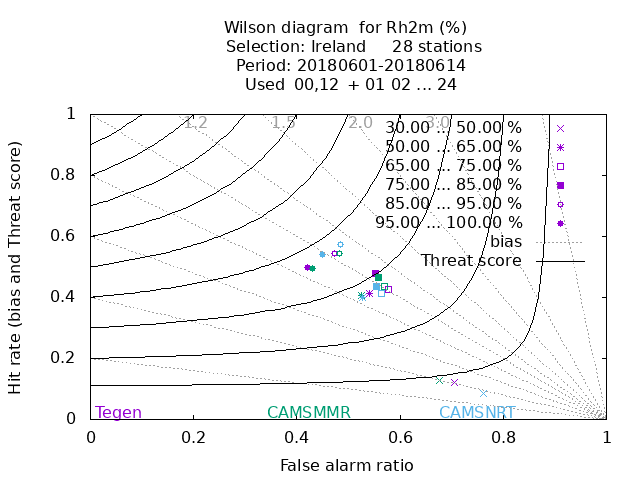 Wilson diagram  for Rh2m (%)
Selection: Ireland     28 stations
Period: 20180601-20180614
Used  00,12  + 01 02 ... 24
1.2 1.5 2.0 3.0
30.00 ... 50.00 %
50.00 ... 65.00 %
65.00 ... 75.00 %
75.00 ... 85.00 %
85.00 ... 95.00 %
95.00 ... 100.00 %
bias
Threat score
Hit rate (bias and Threat score)
1
0.8
0.6
0.4
0.2
0
Tegen CAMSMMR CAMSNRT
0 0.2 0.4 0.6 0.8 1
False alarm ratio